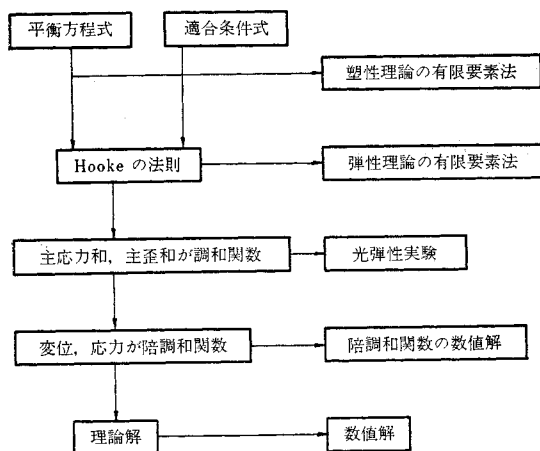 平衡方程式
適合条件式
塑性理論の有限要素法
Hooke の法則
弾性理論の有限要素法
主応力和，主歪和が調和関数
光弾性実験
変位，応力が陪調和関数
陪調和関数の数値解
理論解
数値解